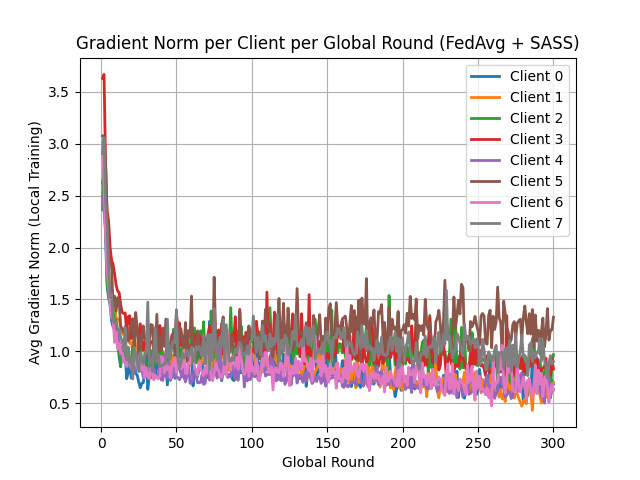 Gradient Norm per Client per Global Round (FedAvg + SASS)
Avg Gradient Norm (Local Training)
3.5
3.0
2.5
2.0
1.5
1.0
0.5
Client 0
Client 1
Client 2
Client 3
Client 4
Client 5
Client 6
Client 7
0 50 100 150 200 250 300
Global Round